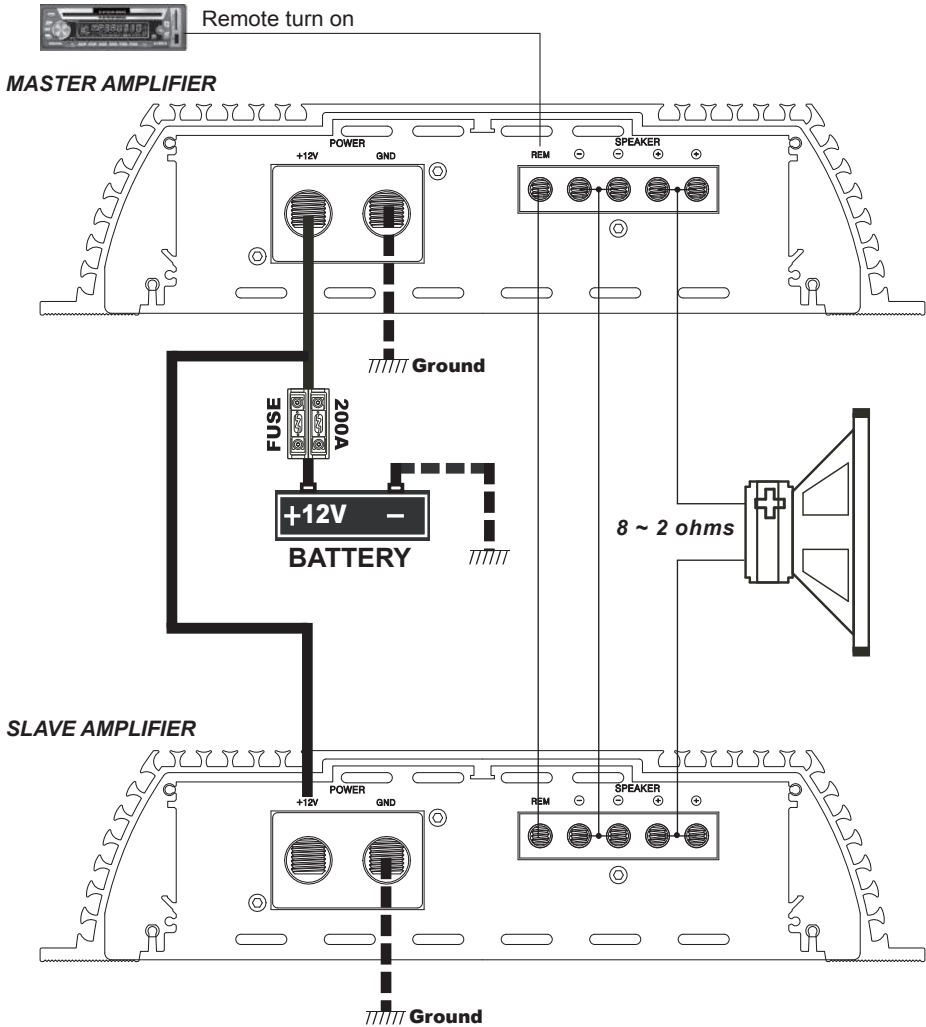 Remote turn on
MASTER AMPLIFIER
POWER
+12V GND
SPEAKER
REM ⊖ ⊖ ⊕ ⊕
Ground
FUSE
200A
+12V −
BATTERY
8 ~ 2 ohms
SLAVE AMPLIFIER
POWER
+12V GND
SPEAKER
REM ⊖ ⊖ ⊕ ⊕
Ground